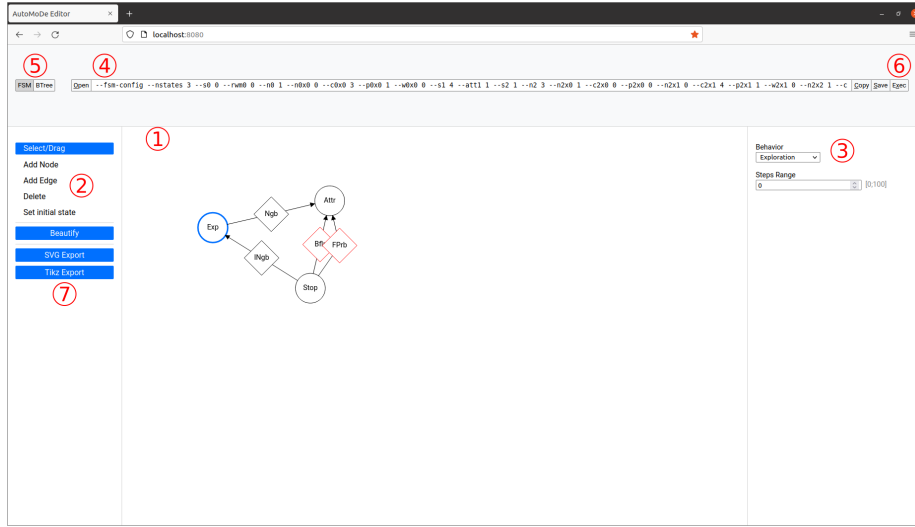 AutoMoDe Editor × +
localhost:8080
⑤ ④ ⑥
FSM BTree Open --fsm-config --nstates 3 --s0 0 --rwm0 0 --n0 1 --n0x0 0 --c0x0 3 --p0x0 1 --w0x0 0 --s1 4 --att1 1 --s2 1 --n2 3 --n2x0 1 --c2x0 0 --p2x0 0 --n2x1 0 --c2x1 4 --p2x1 1 --w2x1 0 --n2x2 1 --c Copy Save Exec
①
Select/Drag
Add Node
Add Edge
②
Delete
Set initial state
Beautify
SVG Export
Tikz Export
⑦
Exp
Ngb
Attr
INgb
FPrb
Stop
Behavior
③
Exploration
Steps Range
0 [0;100]